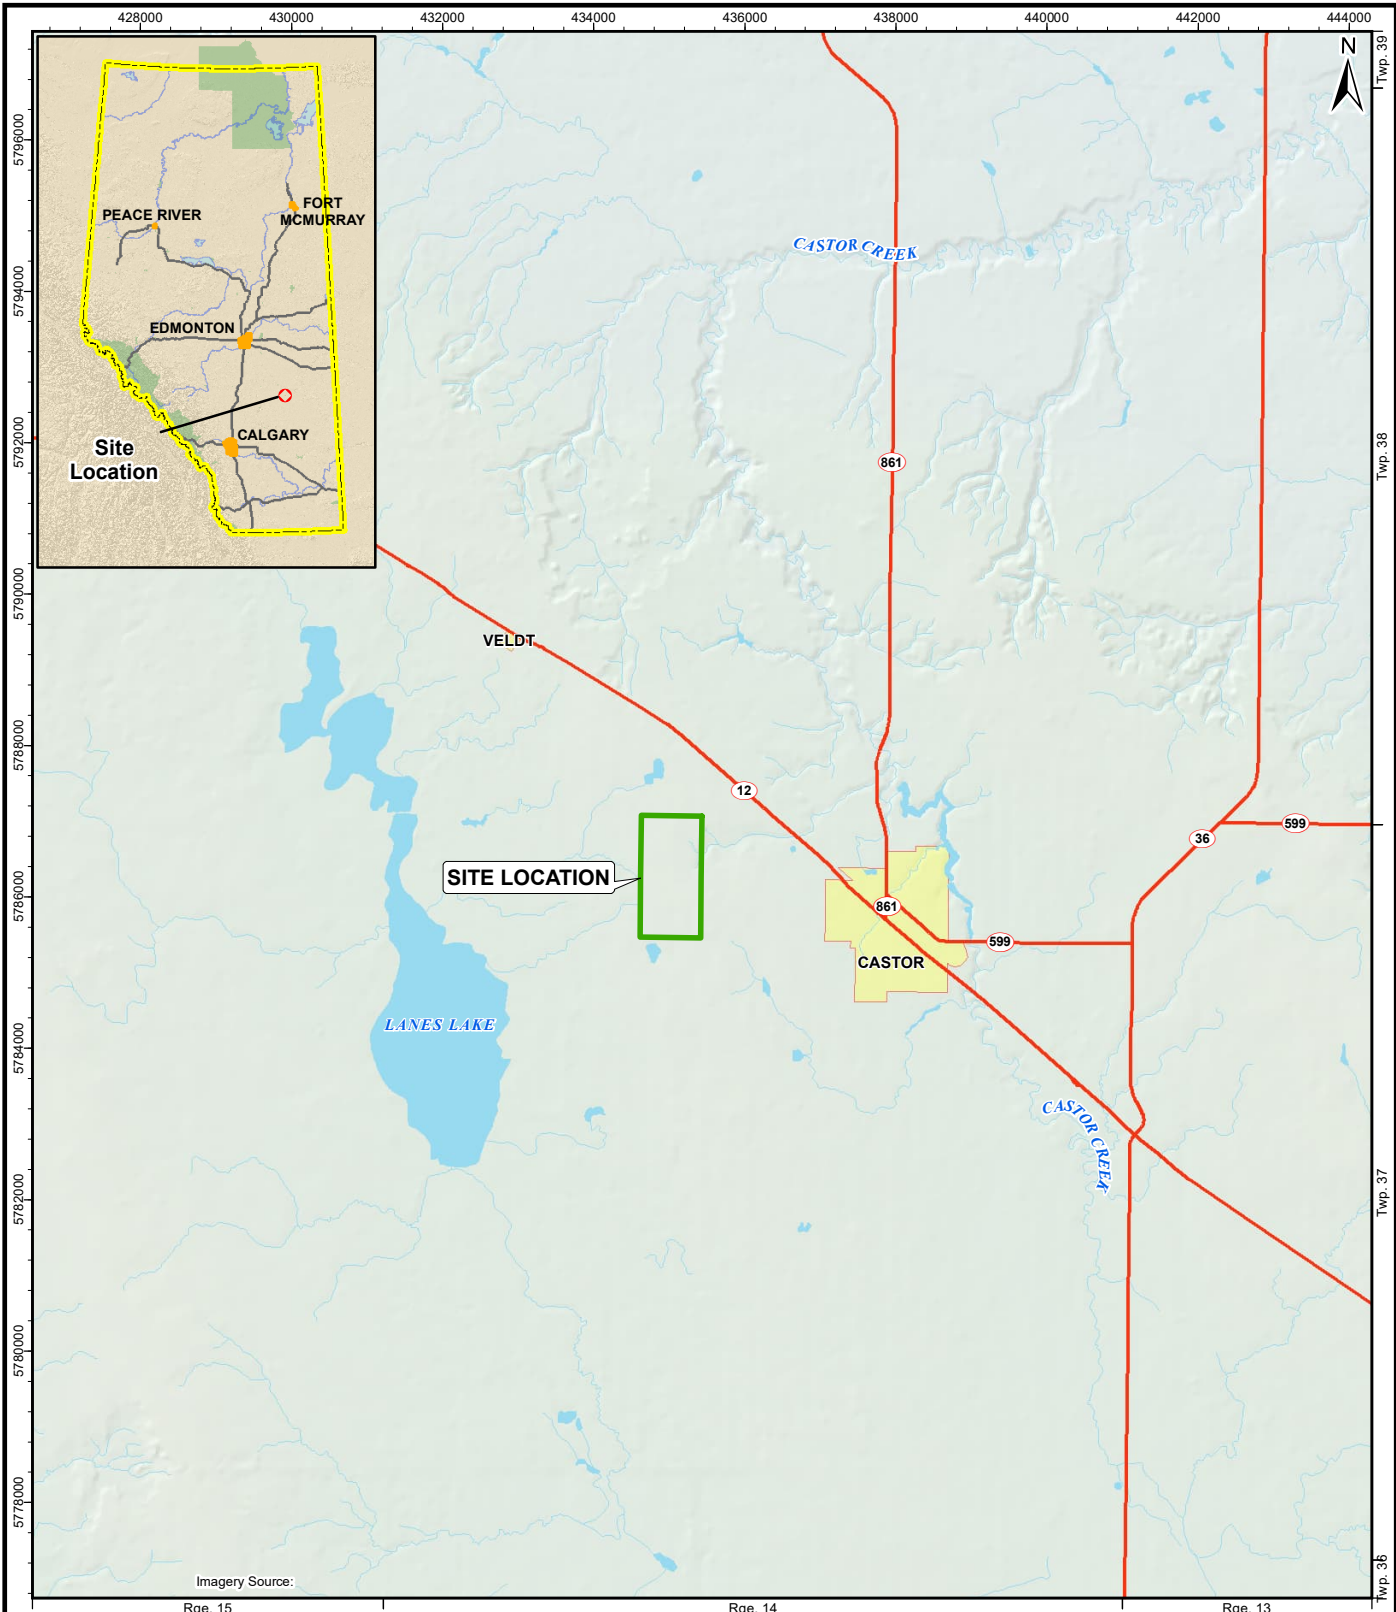 428000 430000 432000 434000 436000 438000 440000 442000 444000
N
Twp. 39
5796000
PEACE RIVER
FORT
MCMURRAY
CASTOR CREEK
5794000
EDMONTON
CALGARY
Site
Location
5792000
861
Twp. 38
5790000
VELDT
5788000
12
599
36
SITE LOCATION
5786000
861
599
CASTOR
LANES LAKE
5784000
CASTOR CREEK
5782000
Twp. 37
5780000
5778000
Twp. 36
Imagery Source:
Rge. 15 Rge. 14 Rge. 13